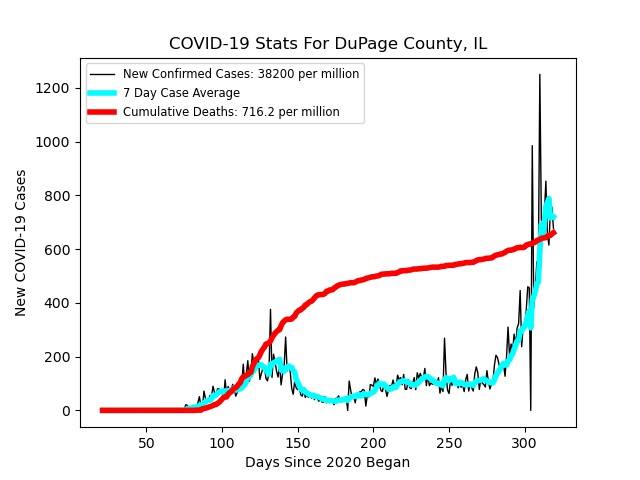 COVID-19 Stats For DuPage County, IL
New Confirmed Cases: 38200 per million
7 Day Case Average
Cumulative Deaths: 716.2 per million
New COVID-19 Cases
1200
1000
800
600
400
200
0
50 100 150 200 250 300
Days Since 2020 Began